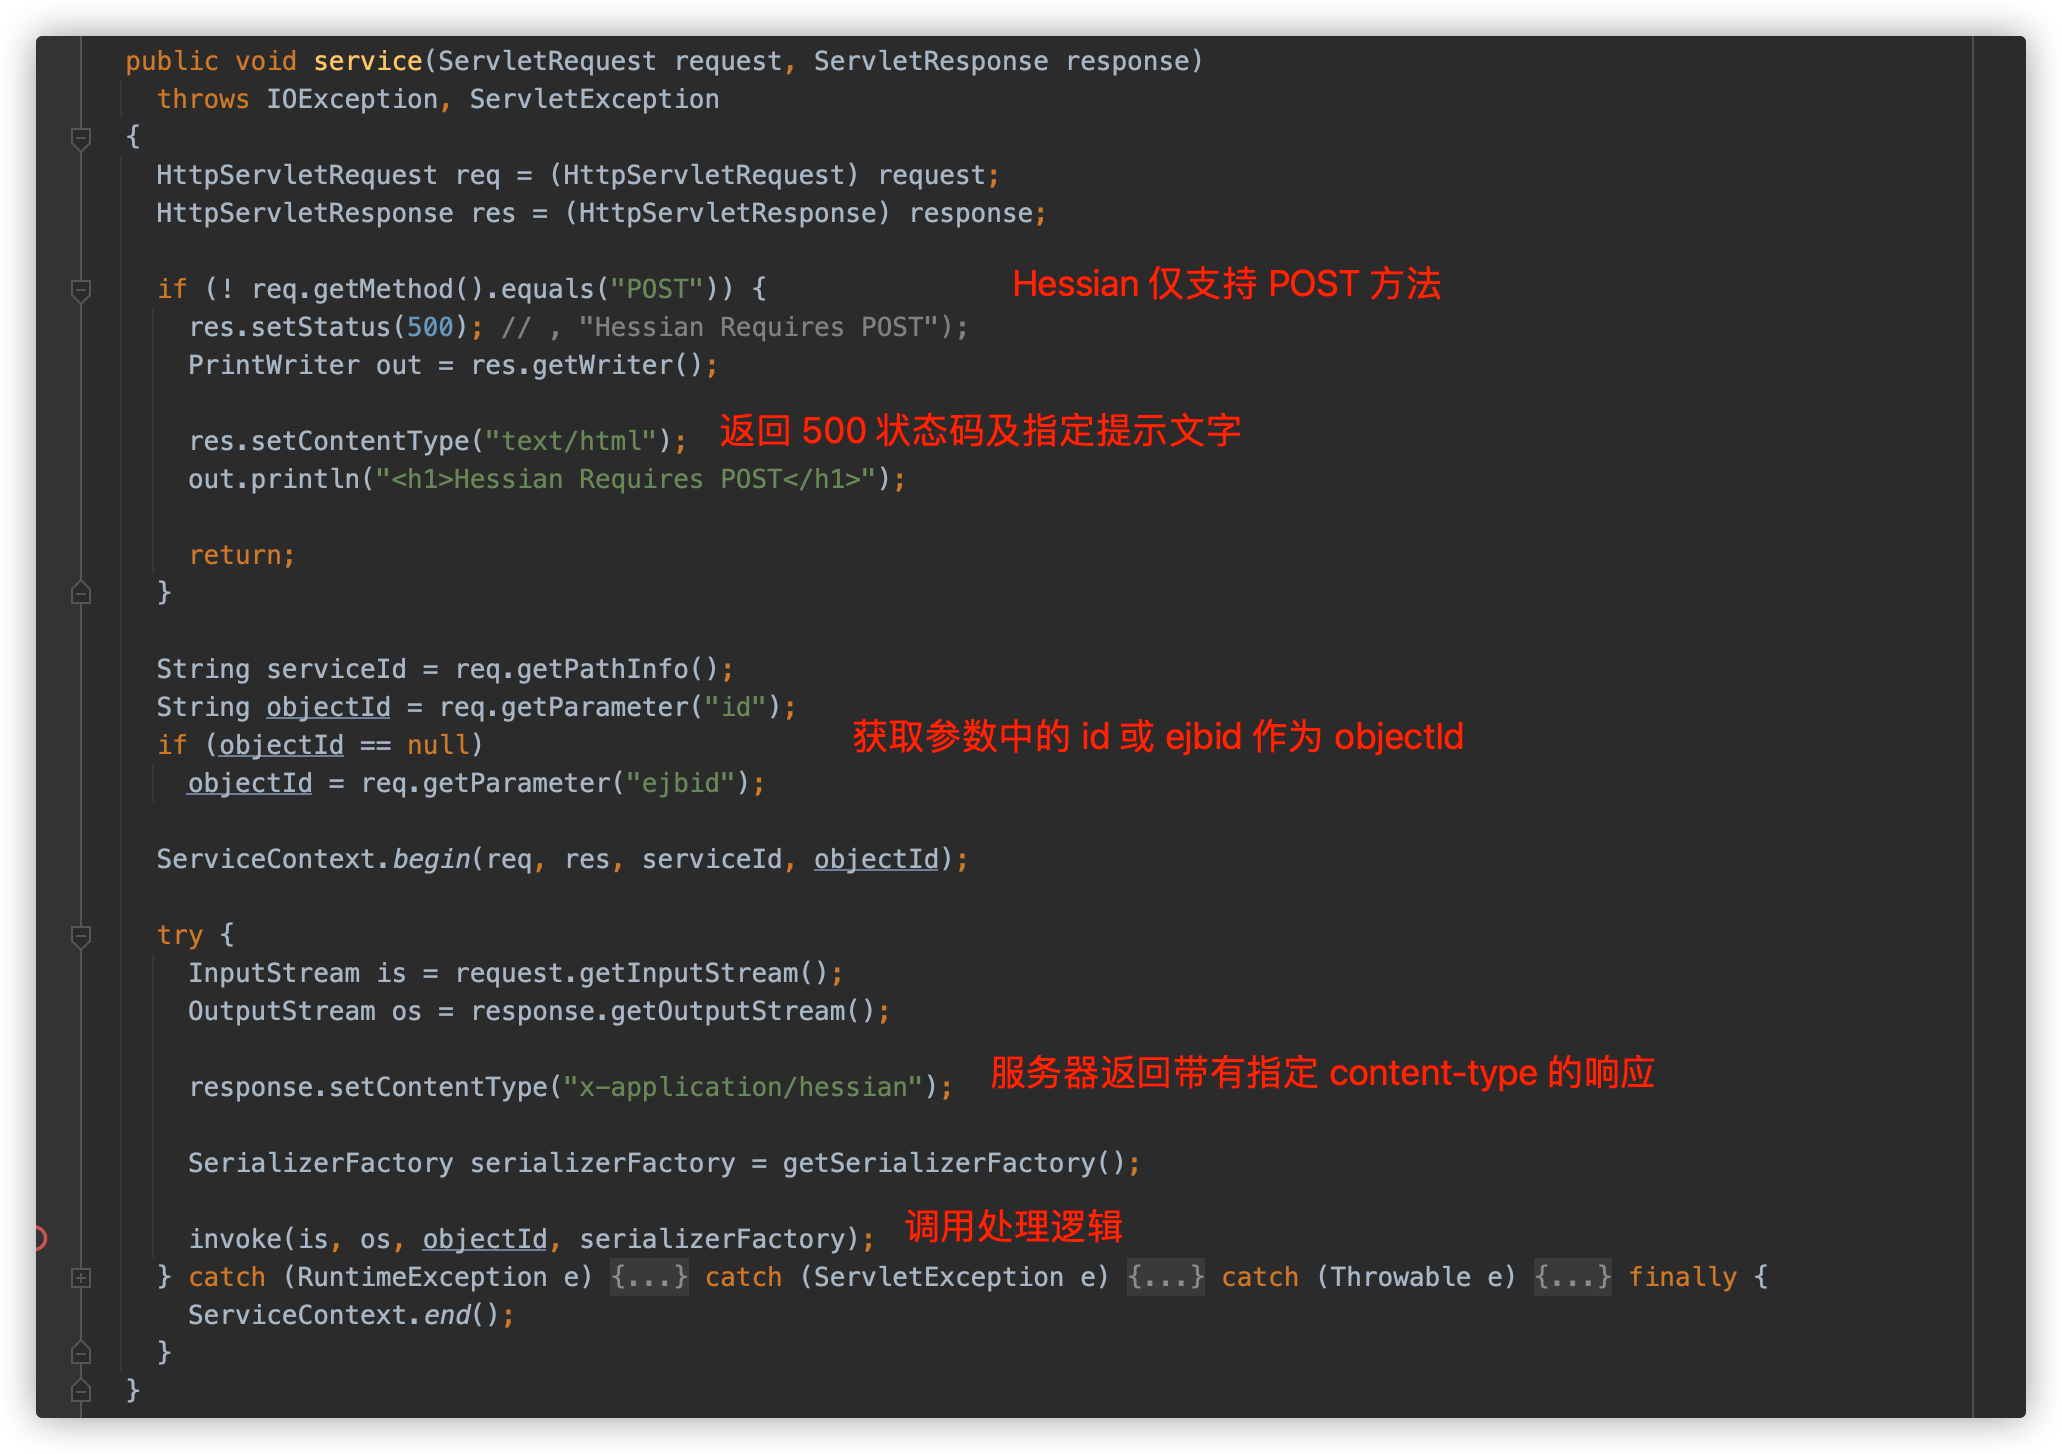 public void service(ServletRequest request, ServletResponse response)
throws IOException, ServletException
{
HttpServletRequest req = (HttpServletRequest) request;
HttpServletResponse res = (HttpServletResponse) response;
if (! req.getMethod().equals("POST")) { Hessian 仅支持 POST 方法
res.setStatus(500); // , "Hessian Requires POST");
PrintWriter out = res.getWriter();
res.setContentType("text/html"); 返回 500 状态码及指定提示文字
out.println("<h1>Hessian Requires POST</h1>");
return;
}
String serviceId = req.getPathInfo();
String objectId = req.getParameter("id");
if (objectId == null) 获取参数中的 id 或 ejbid 作为 objectId
objectId = req.getParameter("ejbid");
ServiceContext.begin(req, res, serviceId, objectId);
try {
InputStream is = request.getInputStream();
OutputStream os = response.getOutputStream();
response.setContentType("x-application/hessian"); 服务器返回带有指定 content-type 的响应
SerializerFactory serializerFactory = getSerializerFactory();
invoke(is, os, objectId, serializerFactory); 调用处理逻辑
} catch (RuntimeException e) {...} catch (ServletException e) {...} catch (Throwable e) {...} finally {
ServiceContext.end();
}
}